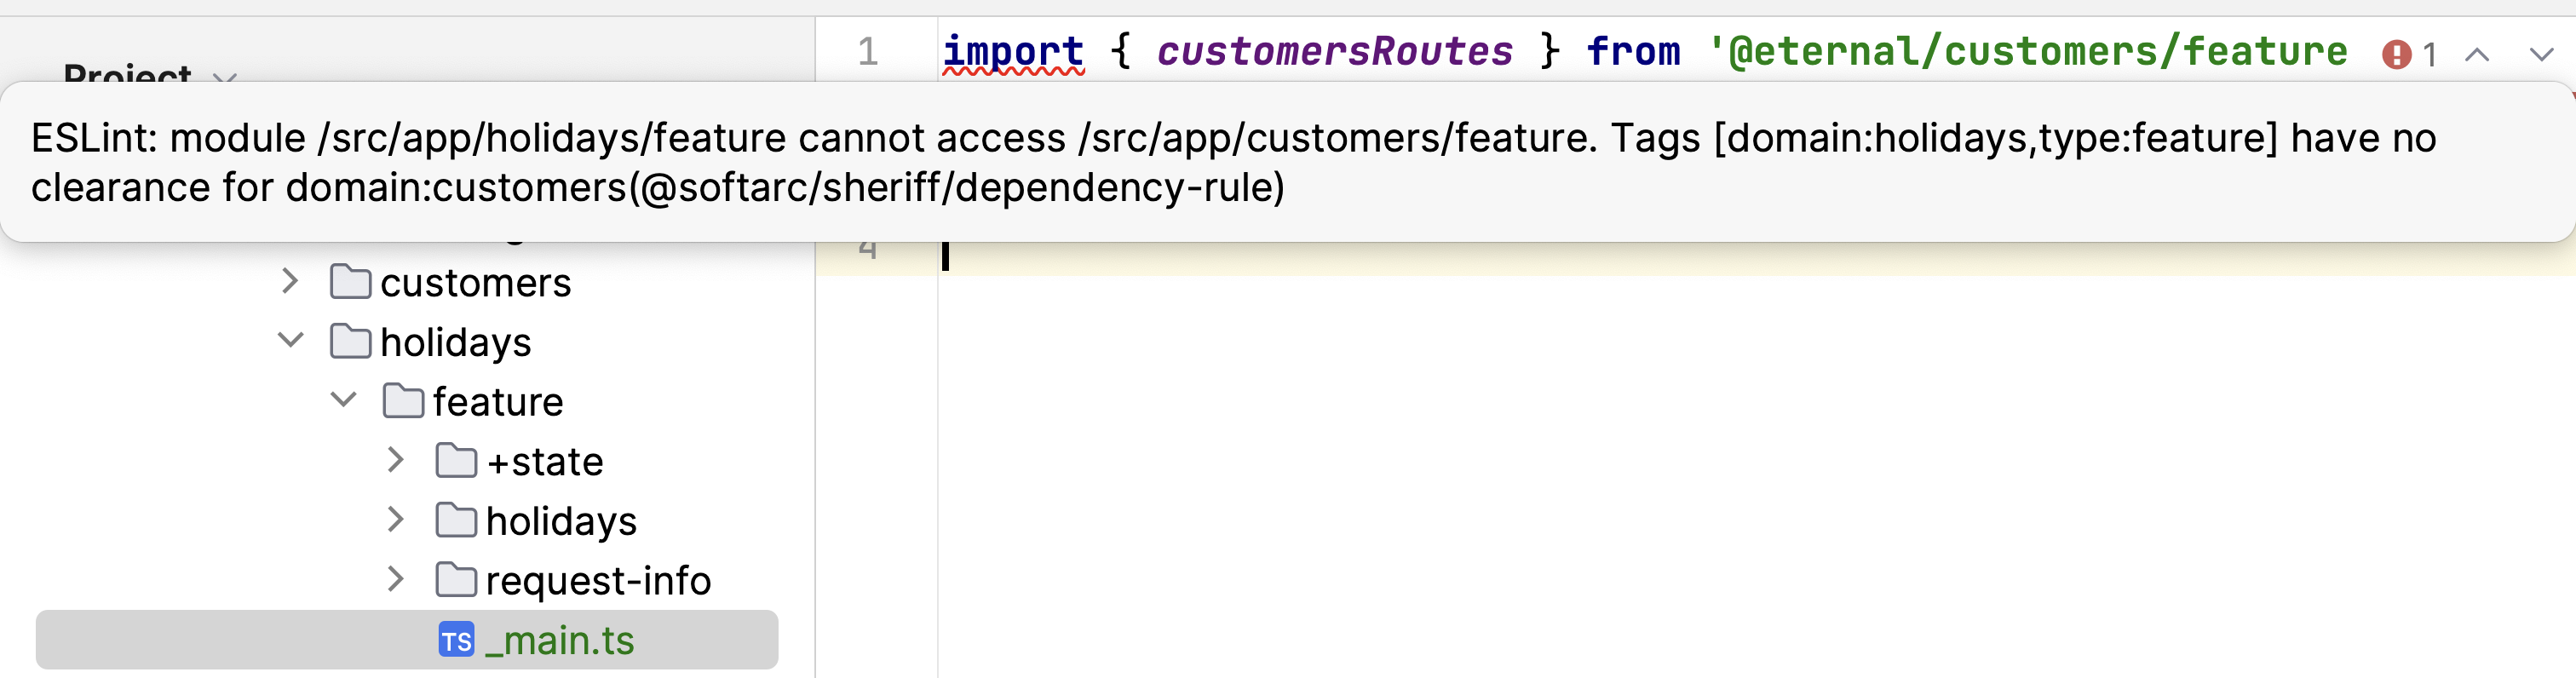 Project
1 import { customersRoutes } from '@eternal/customers/feature 1
ESLint: module /src/app/holidays/feature cannot access /src/app/customers/feature. Tags [domain:holidays,type:feature] have no
clearance for domain:customers(@softarc/sheriff/dependency-rule)
4
customers
holidays
feature
+state
holidays
request-info
TS _main.ts